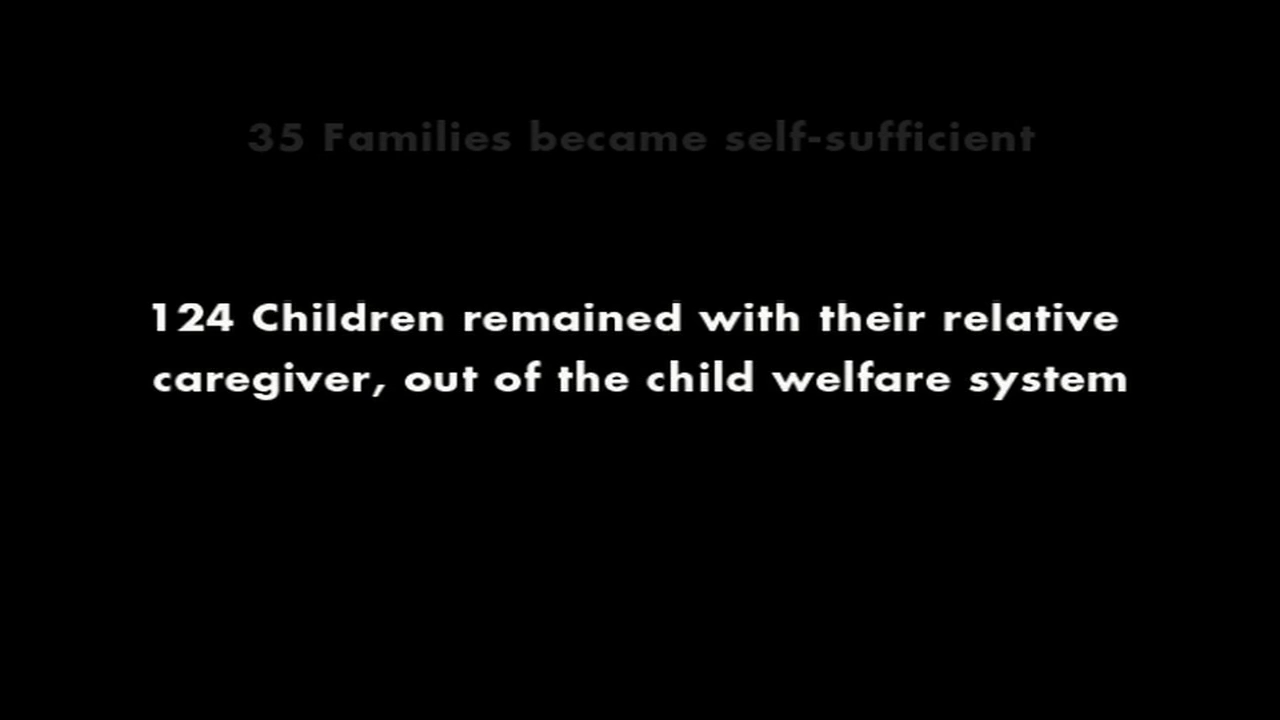 35 Families became self-sufficient
124 Children remained with their relative
caregiver, out of the child welfare system